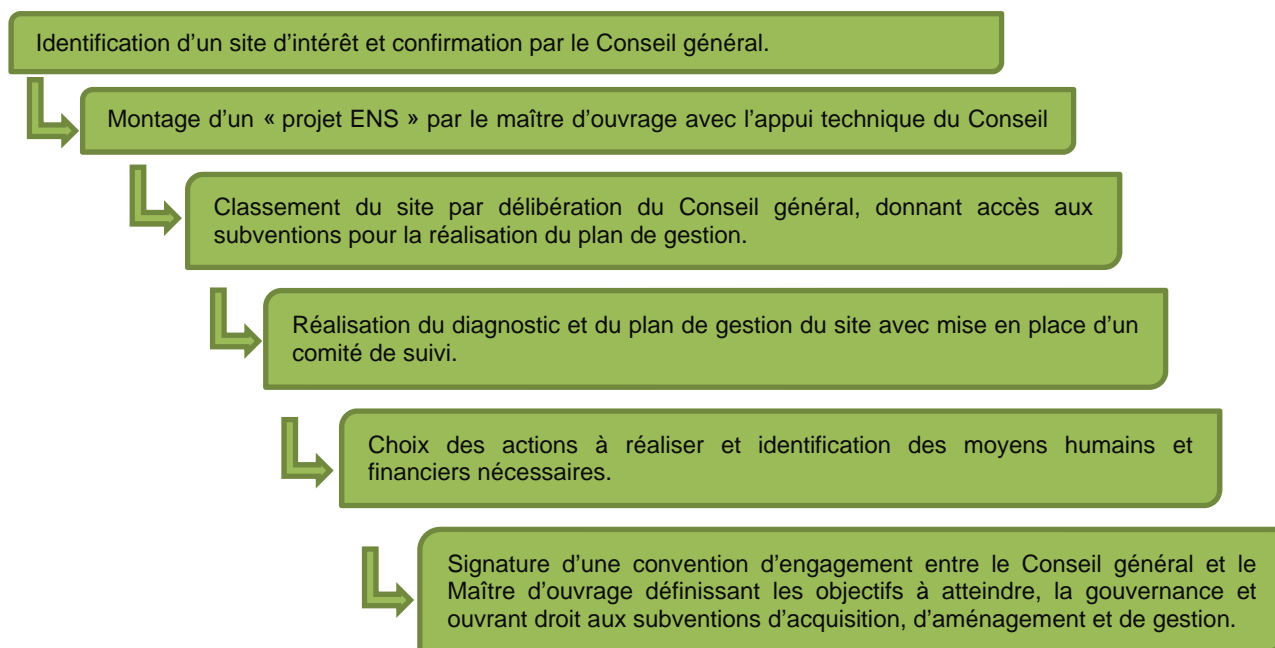 Identification d’un site d’intérêt et confirmation par le Conseil général.
Montage d’un « projet ENS » par le maître d’ouvrage avec l’appui technique du Conseil
Classement du site par délibération du Conseil général, donnant accès aux
subventions pour la réalisation du plan de gestion.
Réalisation du diagnostic et du plan de gestion du site avec mise en place d’un
comité de suivi.
Choix des actions à réaliser et identification des moyens humains et
financiers nécessaires.
Signature d’une convention d’engagement entre le Conseil général et le
Maître d’ouvrage définissant les objectifs à atteindre, la gouvernance et
ouvrant droit aux subventions d’acquisition, d’aménagement et de gestion.